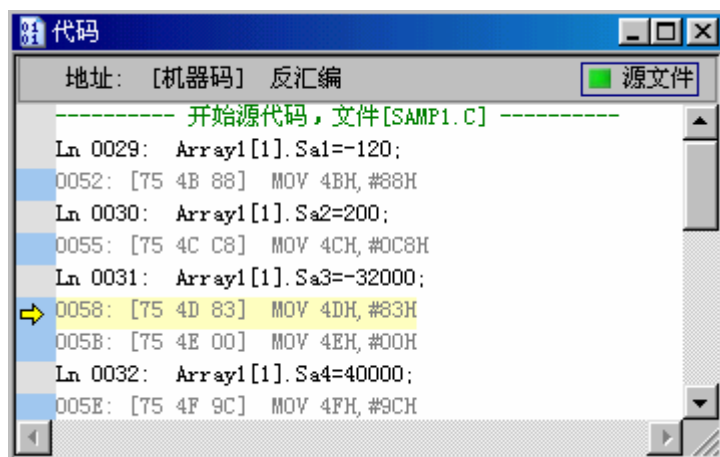 代码
地址: [机器码] 反汇编 源文件
---------- 开始源代码,文件[SAMP1.C] ----------
Ln 0029: Array1[1].Sa1=-120;
0052: [75 4B 88] MOV 4BH,#88H
Ln 0030: Array1[1].Sa2=200;
0055: [75 4C C8] MOV 4CH,#0C8H
Ln 0031: Array1[1].Sa3=-32000;
0058: [75 4D 83] MOV 4DH,#83H
005B: [75 4E 00] MOV 4EH,#00H
Ln 0032: Array1[1].Sa4=40000;
005E: [75 4F 9C] MOV 4FH,#9CH